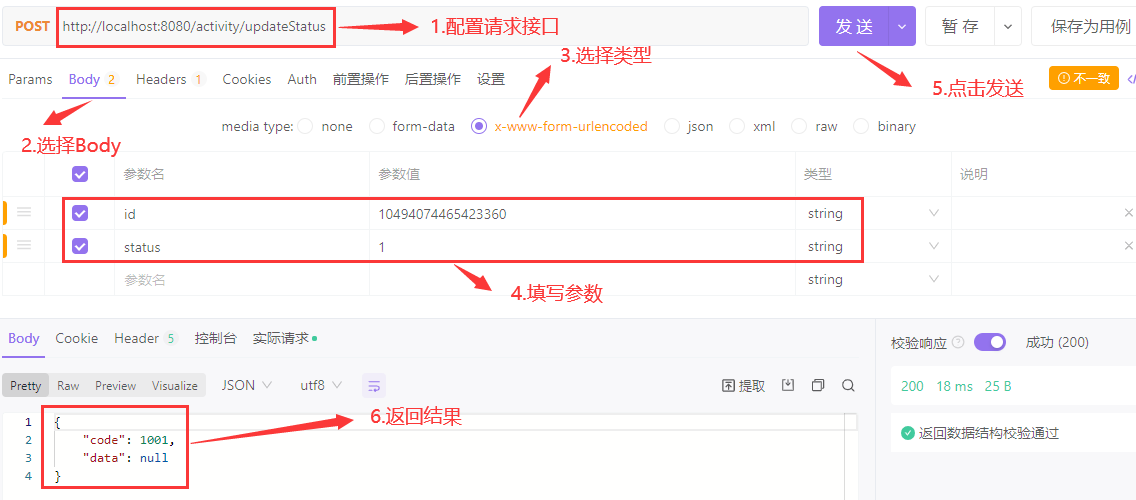 POST http://localhost:8080/activity/updateStatus 1.配置请求接口 发 送 暂 存 保存为用例
3.选择类型
Params Body 2 Headers 1 Cookies Auth 前置操作 后置操作 设置 不一致
5.点击发送
media type: none form-data x-www-form-urlencoded json xml raw binary
2.选择Body
参数名 参数值 类型 说明
id 10494074465423360 string
status 1 string
参数名 string
4.填写参数
Body Cookie Header 5 控制台 实际请求 校验响应 成功 (200)
Pretty Raw Preview Visualize JSON utf8 提取 200 18 ms 25 B
6.返回结果
1 {
2 "code": 1001,
3 "data": null
4 }
返回数据结构校验通过